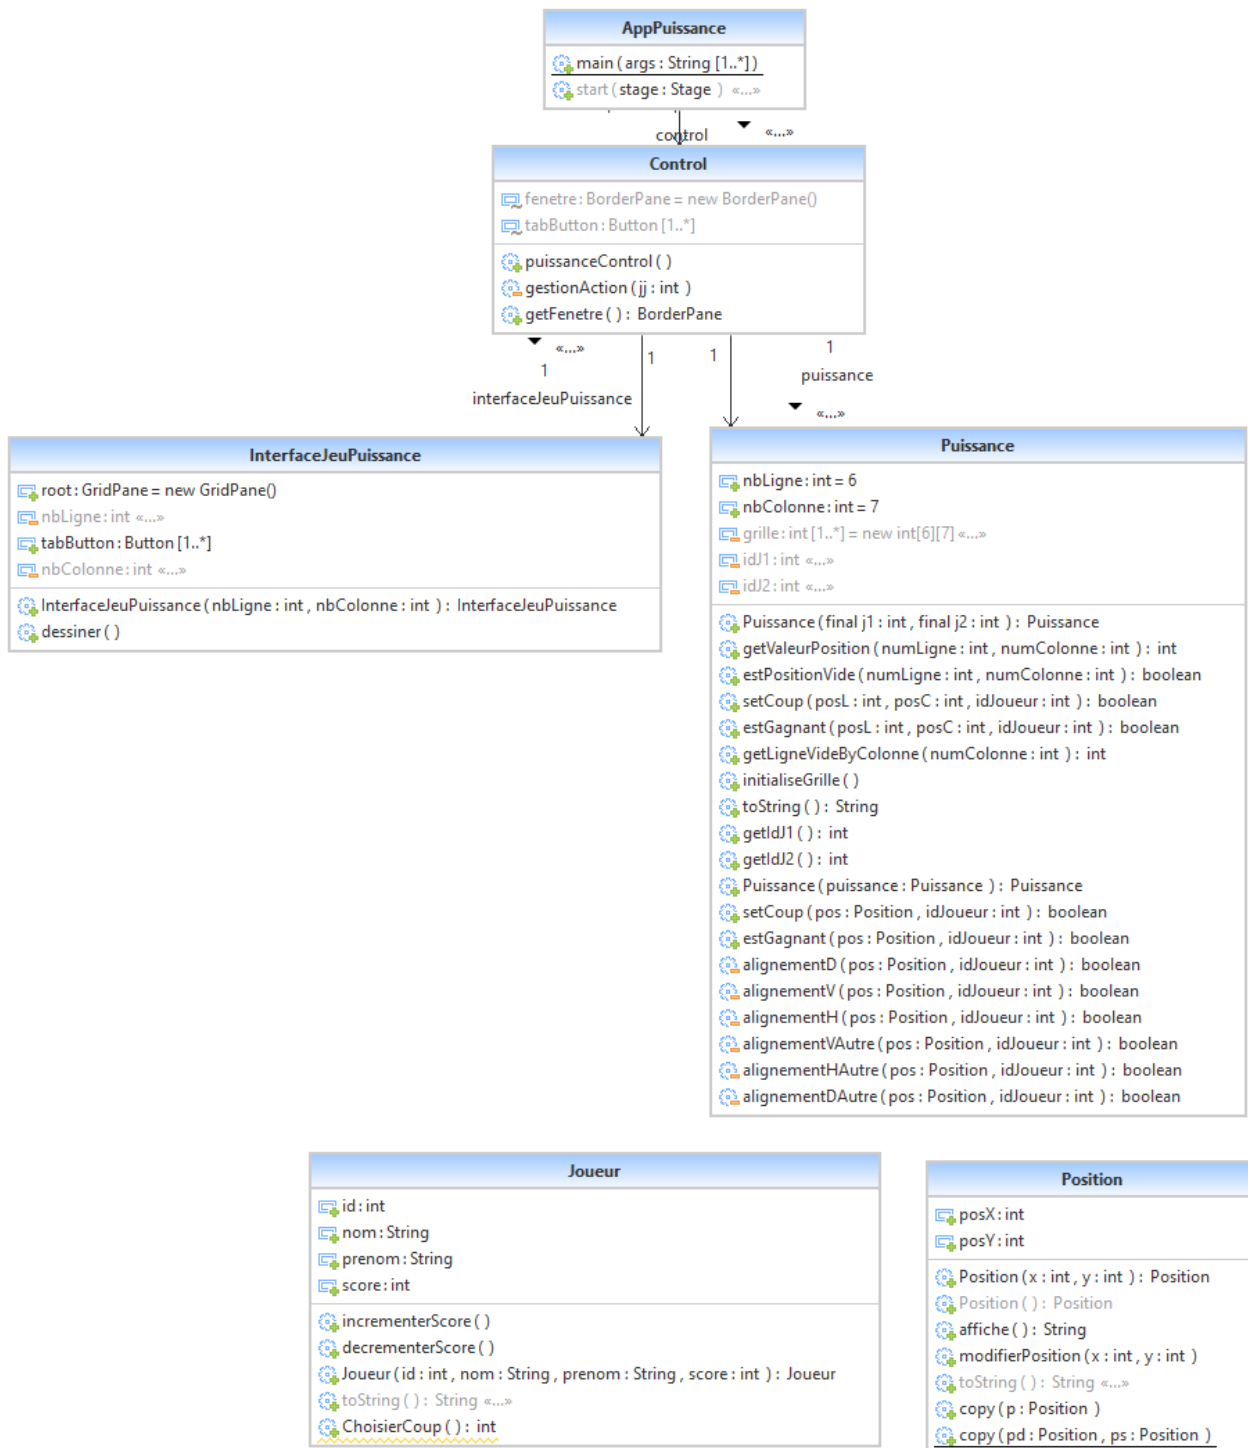 AppPuissance
main ( args : String [1..*] )
start ( stage : Stage ) «...»
control
«...»
Control
fenetre : BorderPane = new BorderPane()
tabButton : Button [1..*]
puissanceControl ( )
gestionAction ( jj : int )
getFenetre ( ) : BorderPane
«...»
1
interfaceJeuPuissance
1
1
1
puissance
«...»
InterfaceJeuPuissance
root : GridPane = new GridPane()
nbLigne : int «...»
tabButton : Button [1..*]
nbColonne : int «...»
InterfaceJeuPuissance ( nbLigne : int , nbColonne : int ) : InterfaceJeuPuissance
dessiner ( )
Puissance
nbLigne : int = 6
nbColonne : int = 7
grille : int [1..*] = new int[6][7] «...»
idJ1 : int «...»
idJ2 : int «...»
Puissance ( final j1 : int , final j2 : int ) : Puissance
getValeurPosition ( numLigne : int , numColonne : int ) : int
estPositionVide ( numLigne : int , numColonne : int ) : boolean
setCoup ( posL : int , posC : int , idJoueur : int ) : boolean
estGagnant ( posL : int , posC : int , idJoueur : int ) : boolean
getLigneVideByColonne ( numColonne : int ) : int
initialiseGrille ( )
toString ( ) : String
getIdJ1 ( ) : int
getIdJ2 ( ) : int
Puissance ( puissance : Puissance ) : Puissance
setCoup ( pos : Position , idJoueur : int ) : boolean
estGagnant ( pos : Position , idJoueur : int ) : boolean
alignementD ( pos : Position , idJoueur : int ) : boolean
alignementV ( pos : Position , idJoueur : int ) : boolean
alignementH ( pos : Position , idJoueur : int ) : boolean
alignementVAutre ( pos : Position , idJoueur : int ) : boolean
alignementHAutre ( pos : Position , idJoueur : int ) : boolean
alignementDAutre ( pos : Position , idJoueur : int ) : boolean
Joueur
id : int
nom : String
prenom : String
score : int
incrementerScore ( )
decrementerScore ( )
Joueur ( id : int , nom : String , prenom : String , score : int ) : Joueur
toString ( ) : String «...»
ChoisierCoup ( ) : int
Position
posX : int
posY : int
Position ( x : int , y : int ) : Position
Position ( ) : Position
affiche ( ) : String
modifierPosition ( x : int , y : int )
toString ( ) : String «...»
copy ( p : Position )
copy ( pd : Position , ps : Position )